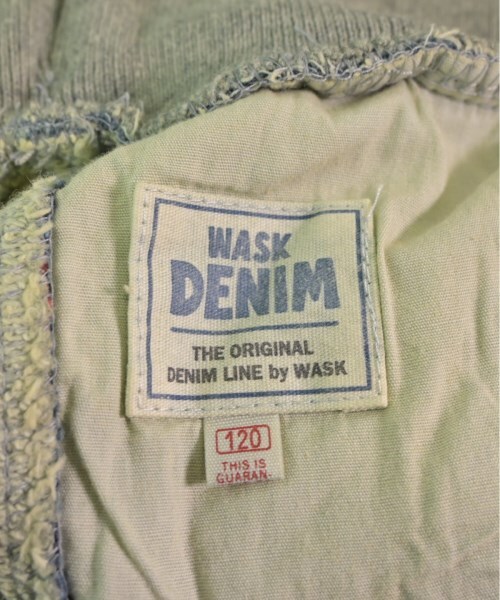 WASK
DENIM
THE ORIGINAL
DENIM LINE by WASK
120
THIS IS
GUARAN-